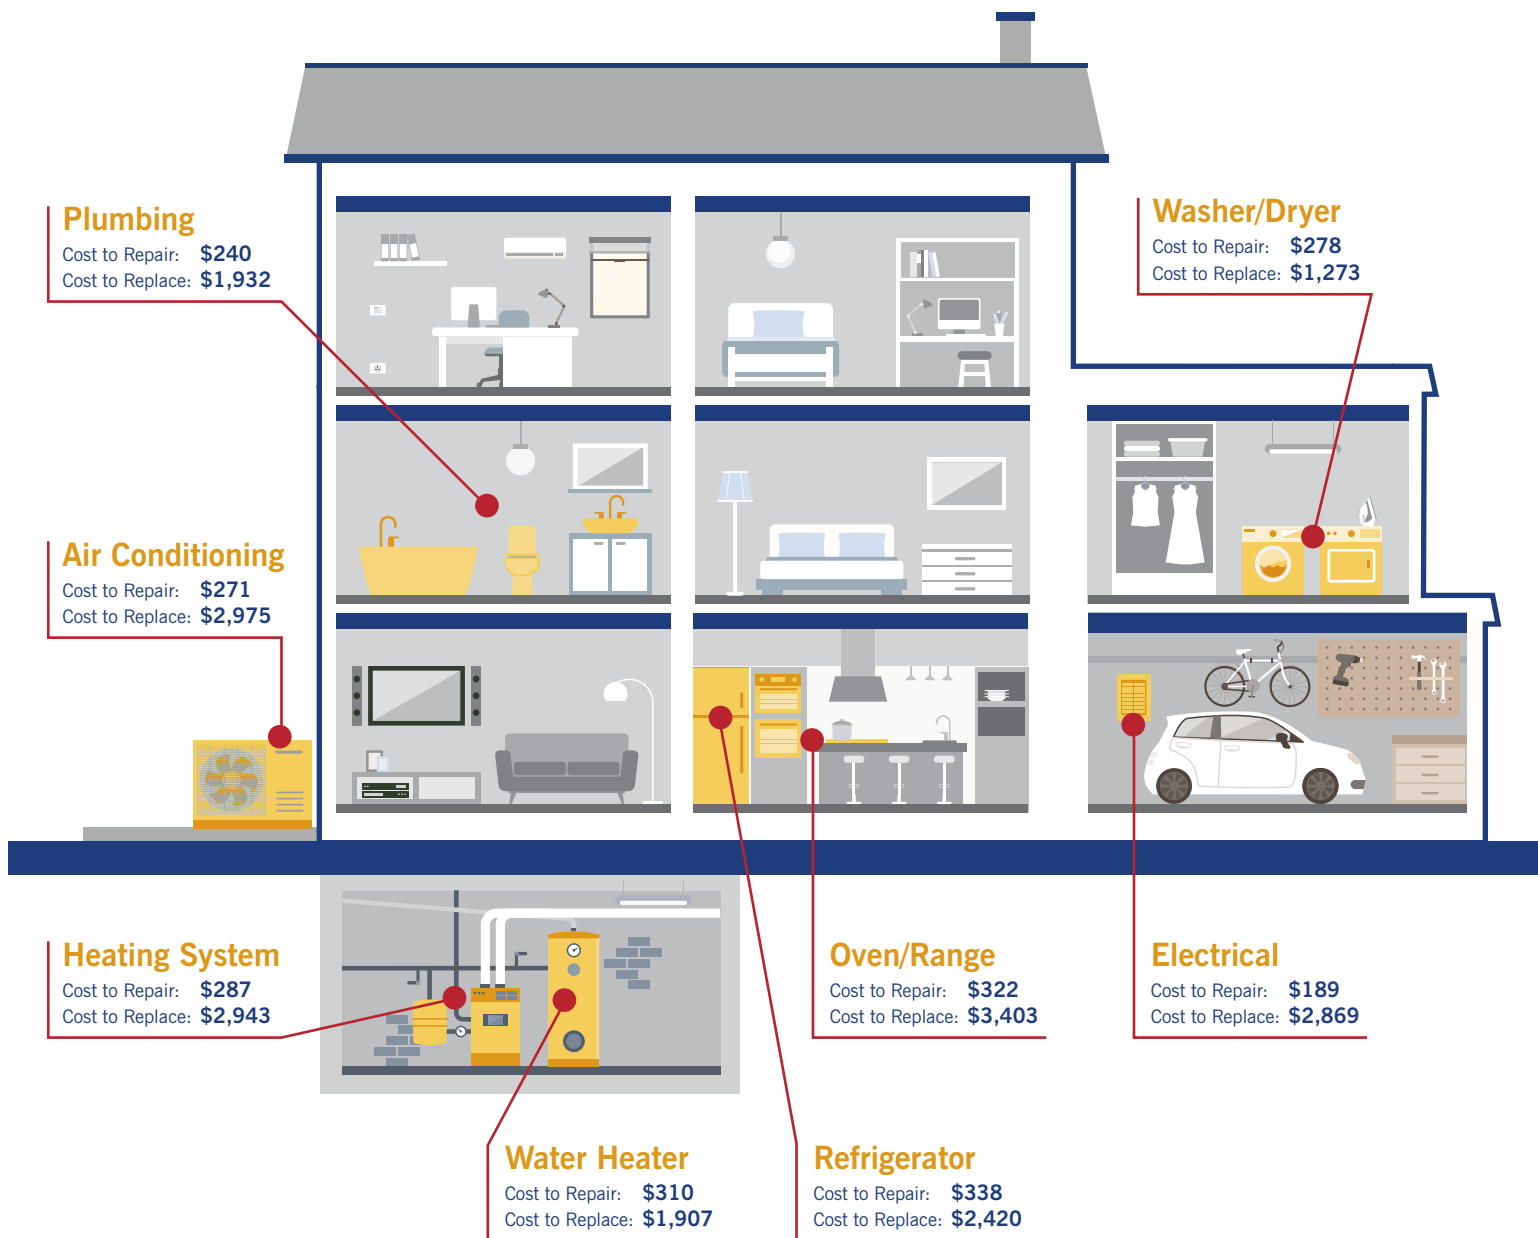 Plumbing
Cost to Repair: $240
Cost to Replace: $1,932
Washer/Dryer
Cost to Repair: $278
Cost to Replace: $1,273
Air Conditioning
Cost to Repair: $271
Cost to Replace: $2,975
Heating System
Cost to Repair: $287
Cost to Replace: $2,943
Oven/Range
Cost to Repair: $322
Cost to Replace: $3,403
Electrical
Cost to Repair: $189
Cost to Replace: $2,869
Water Heater
Cost to Repair: $310
Cost to Replace: $1,907
Refrigerator
Cost to Repair: $338
Cost to Replace: $2,420